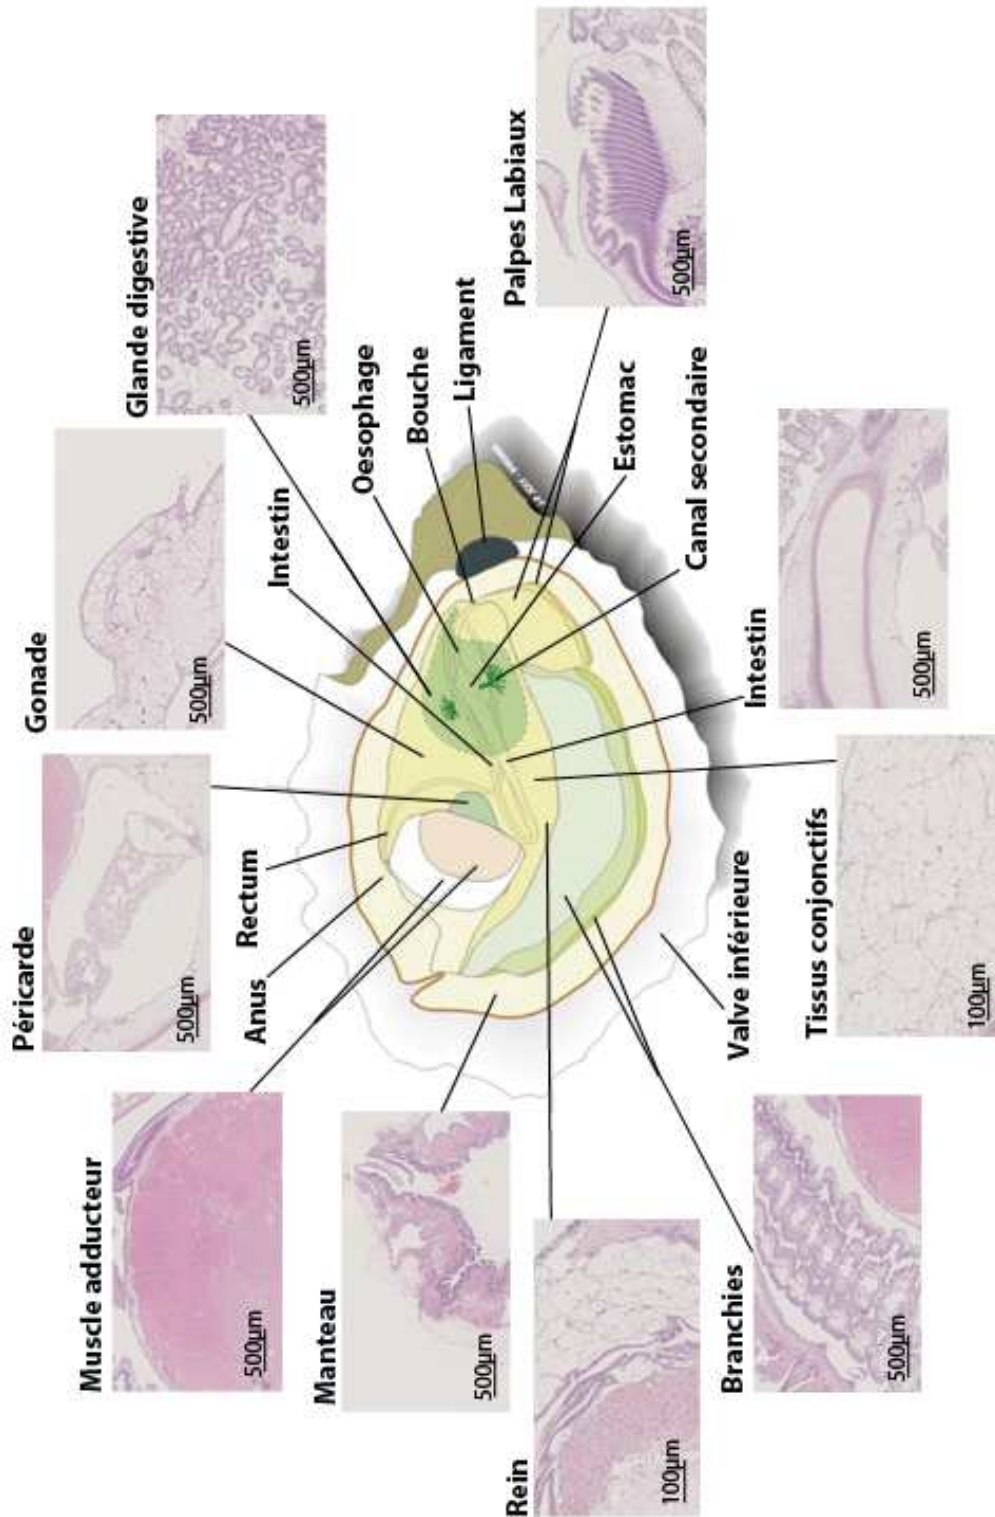 Muscle adducteur
500µm
Péricarde
500µm
Gonade
500µm
Glande digestive
500µm
Anus
Rectum
Intestin
Oesophage
Bouche
Ligament
Manteau
500µm
Palpes Labiaux
500µm
Rein
100µm
Estomac
Canal secondaire
Valve inférieure
Intestin
500µm
Branchies
500µm
Tissus conjonctifs
100µm